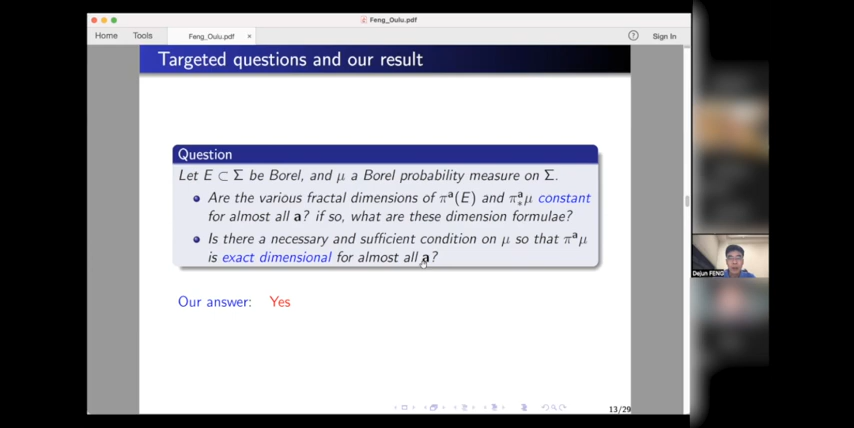 Feng_Oulu.pdf
Home Tools Feng_Oulu.pdf × ? Sign In
Targeted questions and our result
Question
Let E ⊂ Σ be Borel, and μ a Borel probability measure on Σ.
Are the various fractal dimensions of πᵃ(E) and π*ᵃμ constant
for almost all a? if so, what are these dimension formulae?
Is there a necessary and sufficient condition on μ so that πᵃμ
is exact dimensional for almost all a?
Our answer: Yes
Dejun FENG
13/29